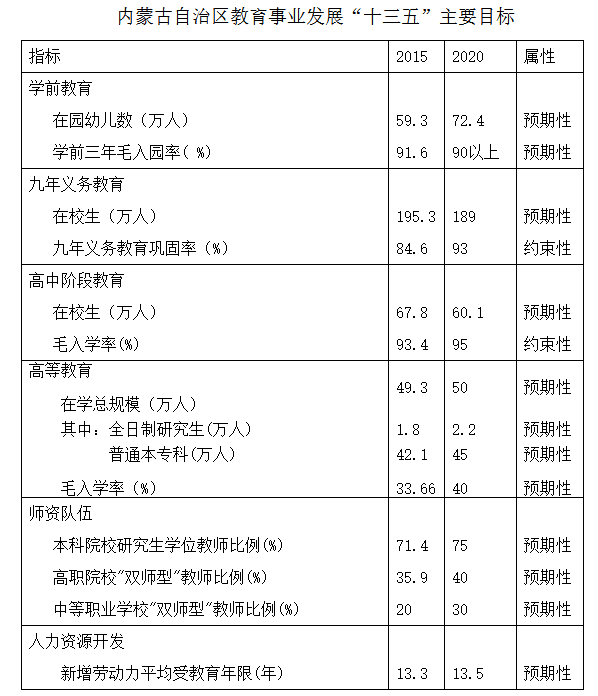 内蒙古自治区教育事业发展“十三五”主要目标
指标 2015 2020 属性
学前教育
在园幼儿数（万人） 59.3 72.4 预期性
学前三年毛入园率( %) 91.6 90以上 预期性
九年义务教育
在校生（万人） 195.3 189 预期性
九年义务教育巩固率（%） 84.6 93 约束性
高中阶段教育
在校生（万人） 67.8 60.1 预期性
毛入学率(%) 93.4 95 约束性
高等教育
在学总规模（万人） 49.3 50 预期性
其中：全日制研究生(万人) 1.8 2.2 预期性
普通本专科(万人) 42.1 45 预期性
毛入学率（%） 33.66 40 预期性
师资队伍
本科院校研究生学位教师比例(%) 71.4 75 预期性
高职院校"双师型"教师比例(%) 35.9 40 预期性
中等职业学校"双师型"教师比例(%) 20 30 预期性
人力资源开发
新增劳动力平均受教育年限(年) 13.3 13.5 预期性